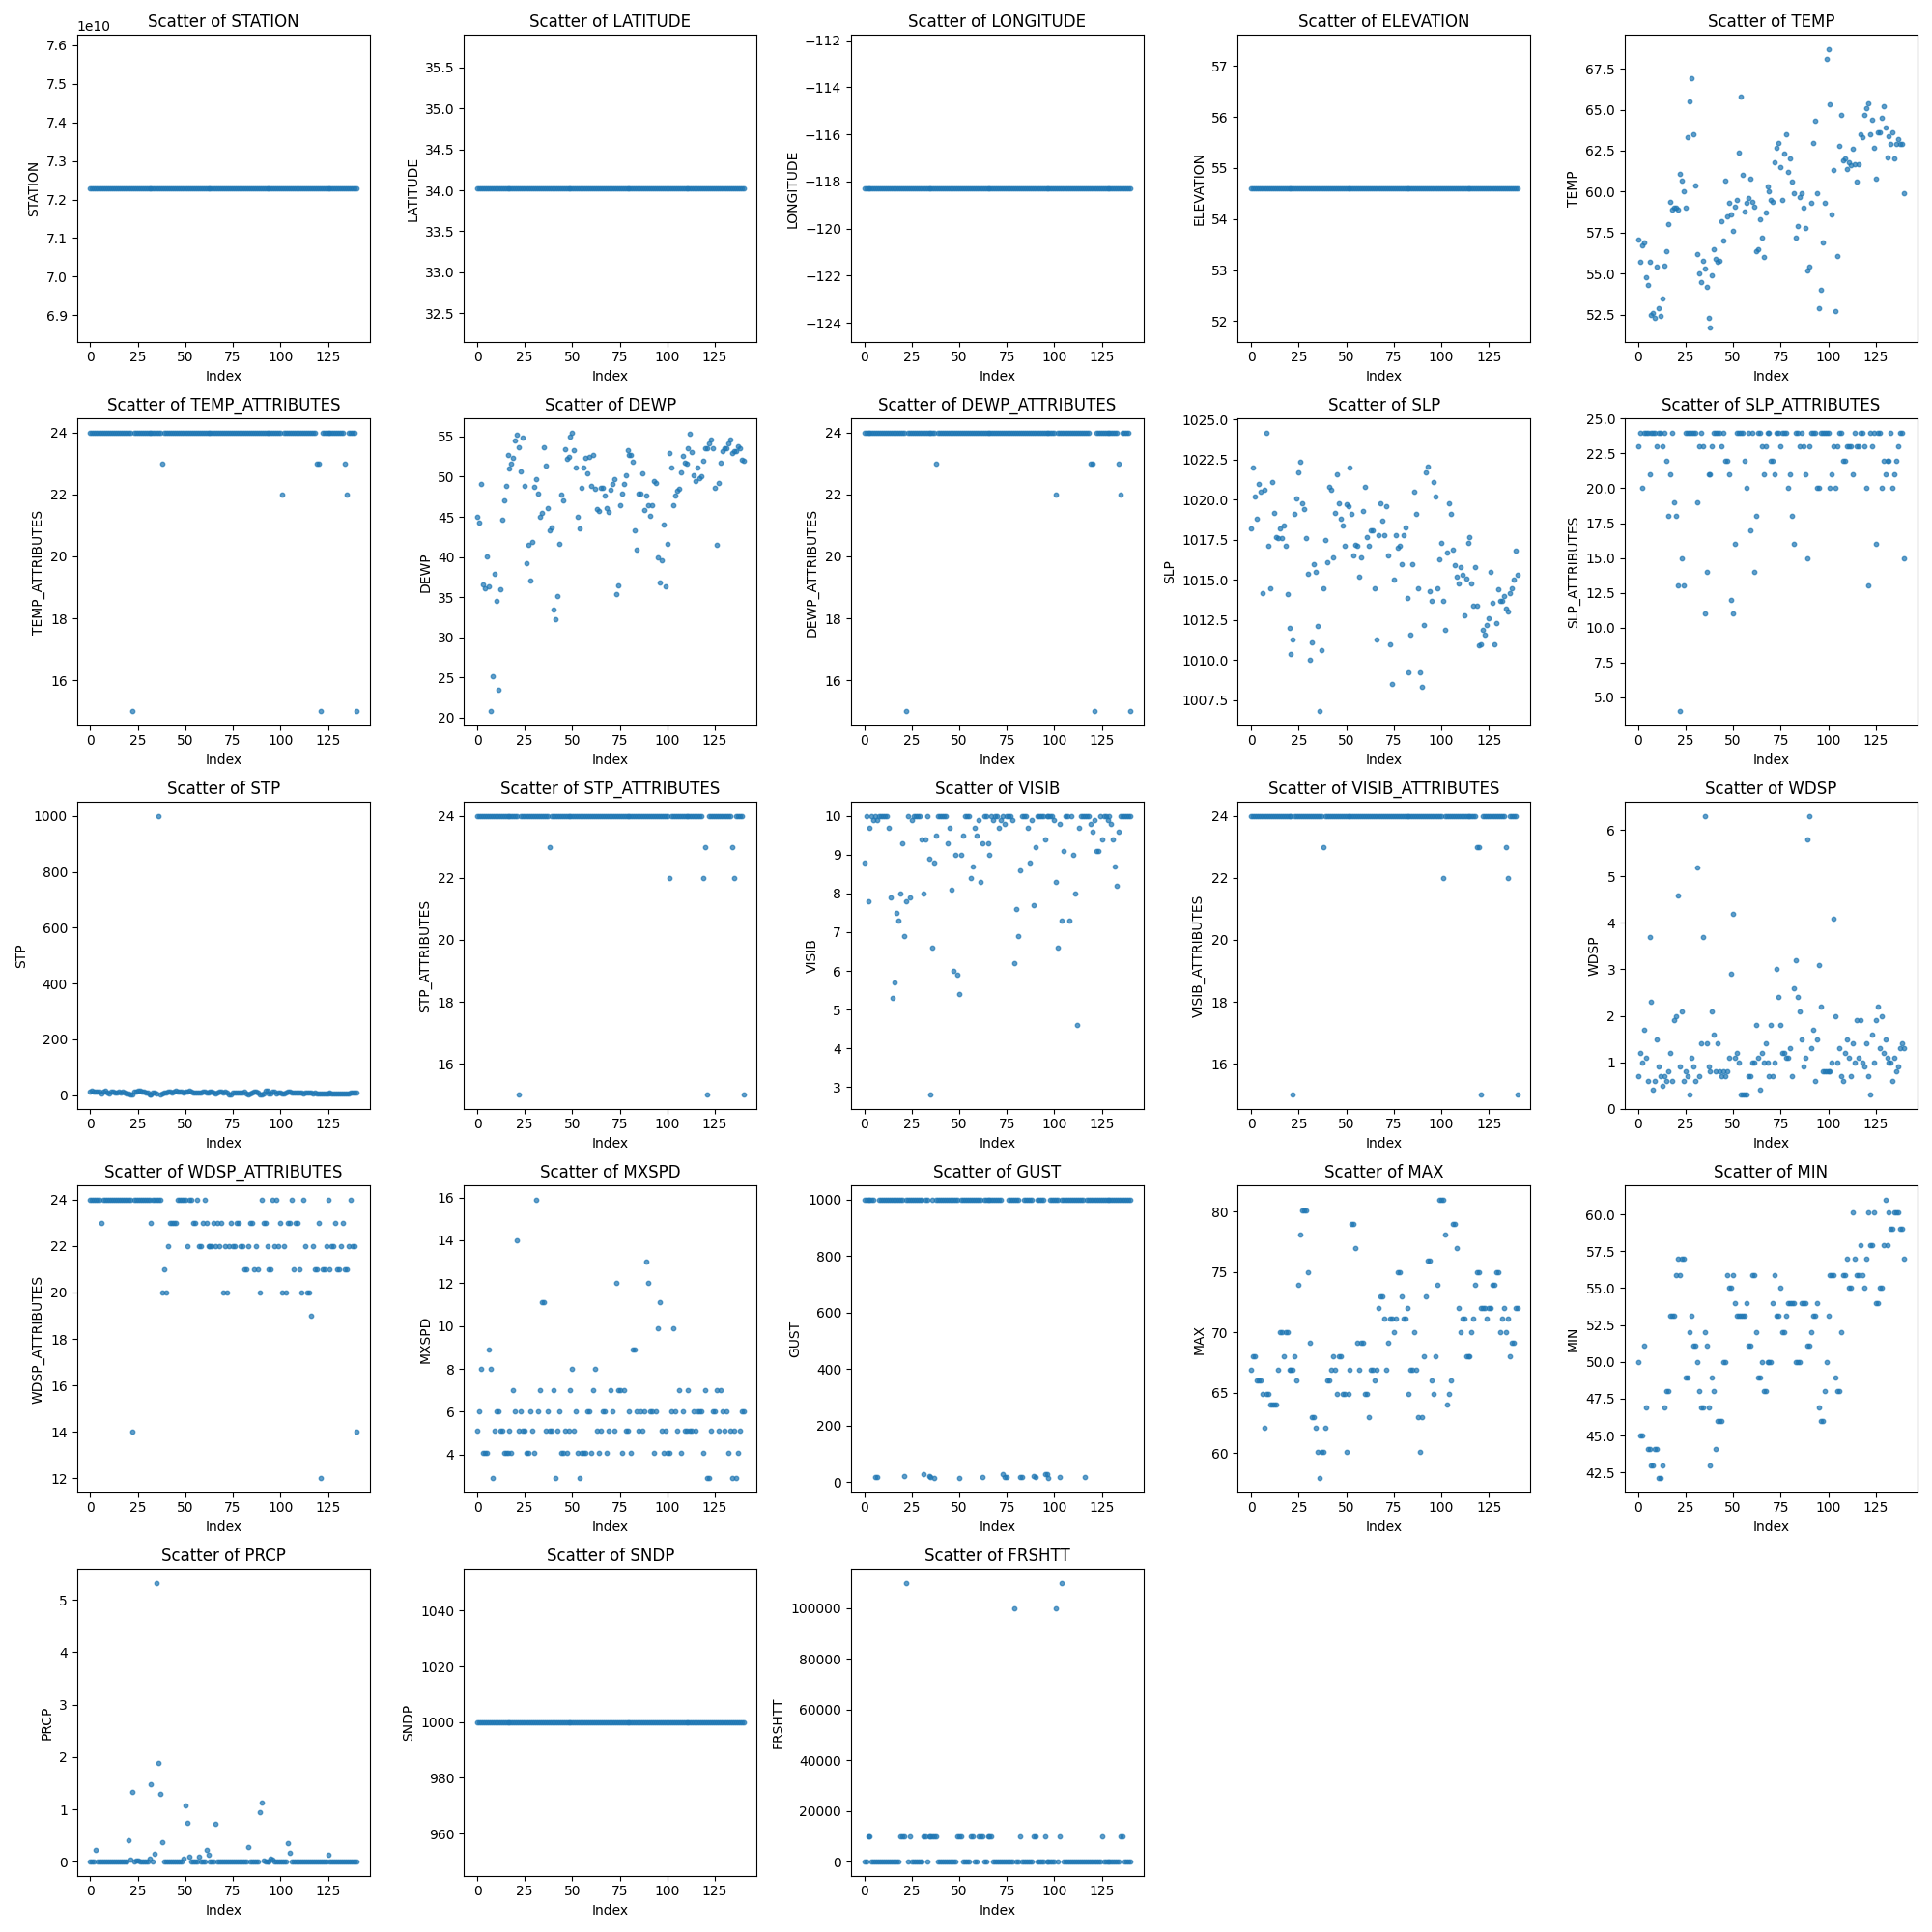 Scatter of STATION Scatter of LATITUDE Scatter of LONGITUDE Scatter of ELEVATION Scatter of TEMP
1e10
STATION
7.6
7.5
7.4
7.3
7.2
7.1
7.0
6.9
0 25 50 75 100 125
Index
LATITUDE
35.5
35.0
34.5
34.0
33.5
33.0
32.5
0 25 50 75 100 125
Index
LONGITUDE
−112
−114
−116
−118
−120
−122
−124
0 25 50 75 100 125
Index
ELEVATION
57
56
55
54
53
52
0 25 50 75 100 125
Index
TEMP
67.5
65.0
62.5
60.0
57.5
55.0
52.5
0 25 50 75 100 125
Index
Scatter of TEMP_ATTRIBUTES Scatter of DEWP Scatter of DEWP_ATTRIBUTES Scatter of SLP Scatter of SLP_ATTRIBUTES
TEMP_ATTRIBUTES
24
22
20
18
16
0 25 50 75 100 125
Index
DEWP
55
50
45
40
35
30
25
20
0 25 50 75 100 125
Index
DEWP_ATTRIBUTES
24
22
20
18
16
0 25 50 75 100 125
Index
SLP
1025.0
1022.5
1020.0
1017.5
1015.0
1012.5
1010.0
1007.5
0 25 50 75 100 125
Index
SLP_ATTRIBUTES
25.0
22.5
20.0
17.5
15.0
12.5
10.0
7.5
5.0
0 25 50 75 100 125
Index
Scatter of STP Scatter of STP_ATTRIBUTES Scatter of VISIB Scatter of VISIB_ATTRIBUTES Scatter of WDSP
STP
1000
800
600
400
200
0
0 25 50 75 100 125
Index
STP_ATTRIBUTES
24
22
20
18
16
0 25 50 75 100 125
Index
VISIB
10
9
8
7
6
5
4
3
0 25 50 75 100 125
Index
VISIB_ATTRIBUTES
24
22
20
18
16
0 25 50 75 100 125
Index
WDSP
6
5
4
3
2
1
0
0 25 50 75 100 125
Index
Scatter of WDSP_ATTRIBUTES Scatter of MXSPD Scatter of GUST Scatter of MAX Scatter of MIN
WDSP_ATTRIBUTES
24
22
20
18
16
14
12
0 25 50 75 100 125
Index
MXSPD
16
14
12
10
8
6
4
0 25 50 75 100 125
Index
GUST
1000
800
600
400
200
0
0 25 50 75 100 125
Index
MAX
80
75
70
65
60
0 25 50 75 100 125
Index
MIN
60.0
57.5
55.0
52.5
50.0
47.5
45.0
42.5
0 25 50 75 100 125
Index
Scatter of PRCP Scatter of SNDP Scatter of FRSHTT
PRCP
5
4
3
2
1
0
0 25 50 75 100 125
Index
SNDP
1040
1020
1000
980
960
0 25 50 75 100 125
Index
FRSHTT
100000
80000
60000
40000
20000
0
0 25 50 75 100 125
Index